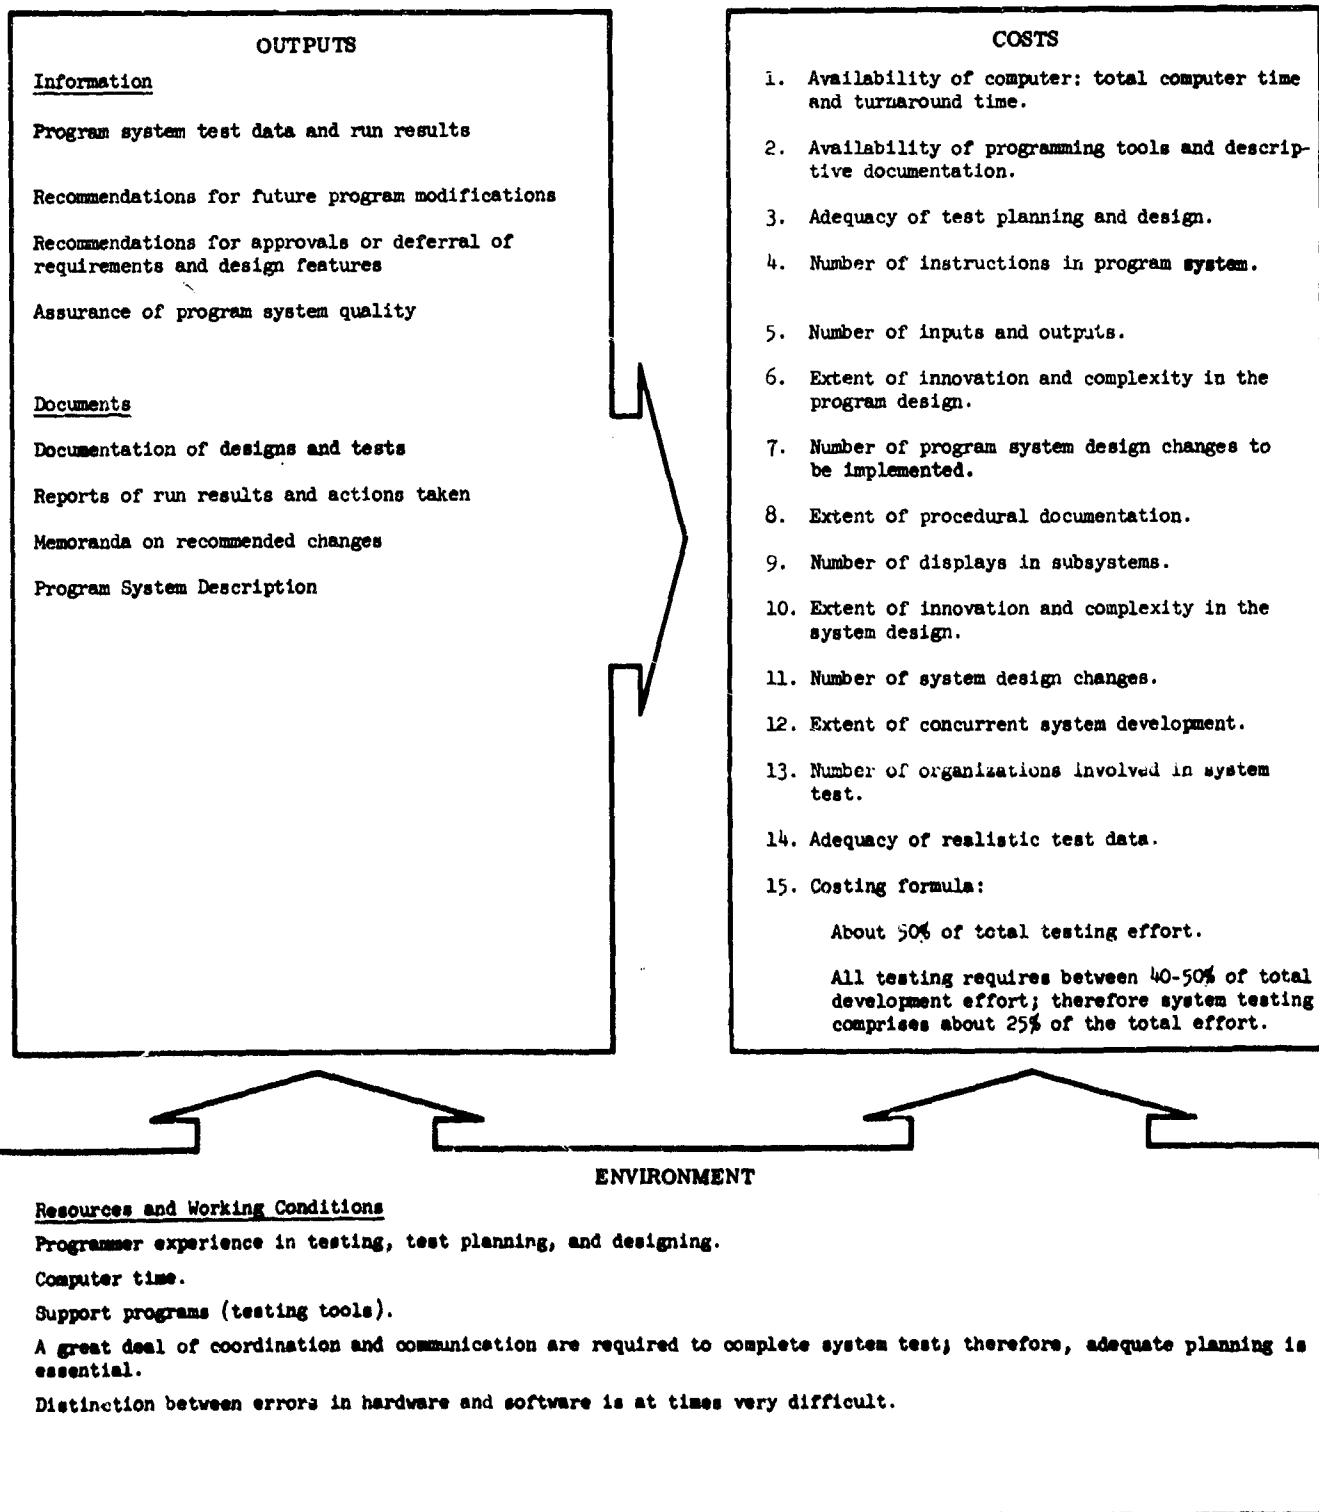 OUTPUTS
Information
Program system test data and run results
Recommendations for future program modifications
Recommendations for approvals or deferral of
requirements and design features
Assurance of program system quality
Documents
Documentation of designs and tests
Reports of run results and actions taken
Memoranda on recommended changes
Program System Description
COSTS
1. Availability of computer: total computer time
and turnaround time.
2. Availability of programming tools and descrip-
tive documentation.
3. Adequacy of test planning and design.
4. Number of instructions in program system.
5. Number of inputs and outputs.
6. Extent of innovation and complexity in the
program design.
7. Number of program system design changes to
be implemented.
8. Extent of procedural documentation.
9. Number of displays in subsystems.
10. Extent of innovation and complexity in the
system design.
11. Number of system design changes.
12. Extent of concurrent system development.
13. Number of organizations involved in system
test.
14. Adequacy of realistic test data.
15. Costing formula:
About 50% of total testing effort.
All testing requires between 40-50% of total
development effort; therefore system testing
comprises about 25% of the total effort.
ENVIRONMENT
Resources and Working Conditions
Programmer experience in testing, test planning, and designing.
Computer time.
Support programs (testing tools).
A great deal of coordination and communication are required to complete system test; therefore, adequate planning is
essential.
Distinction between errors in hardware and software is at times very difficult.